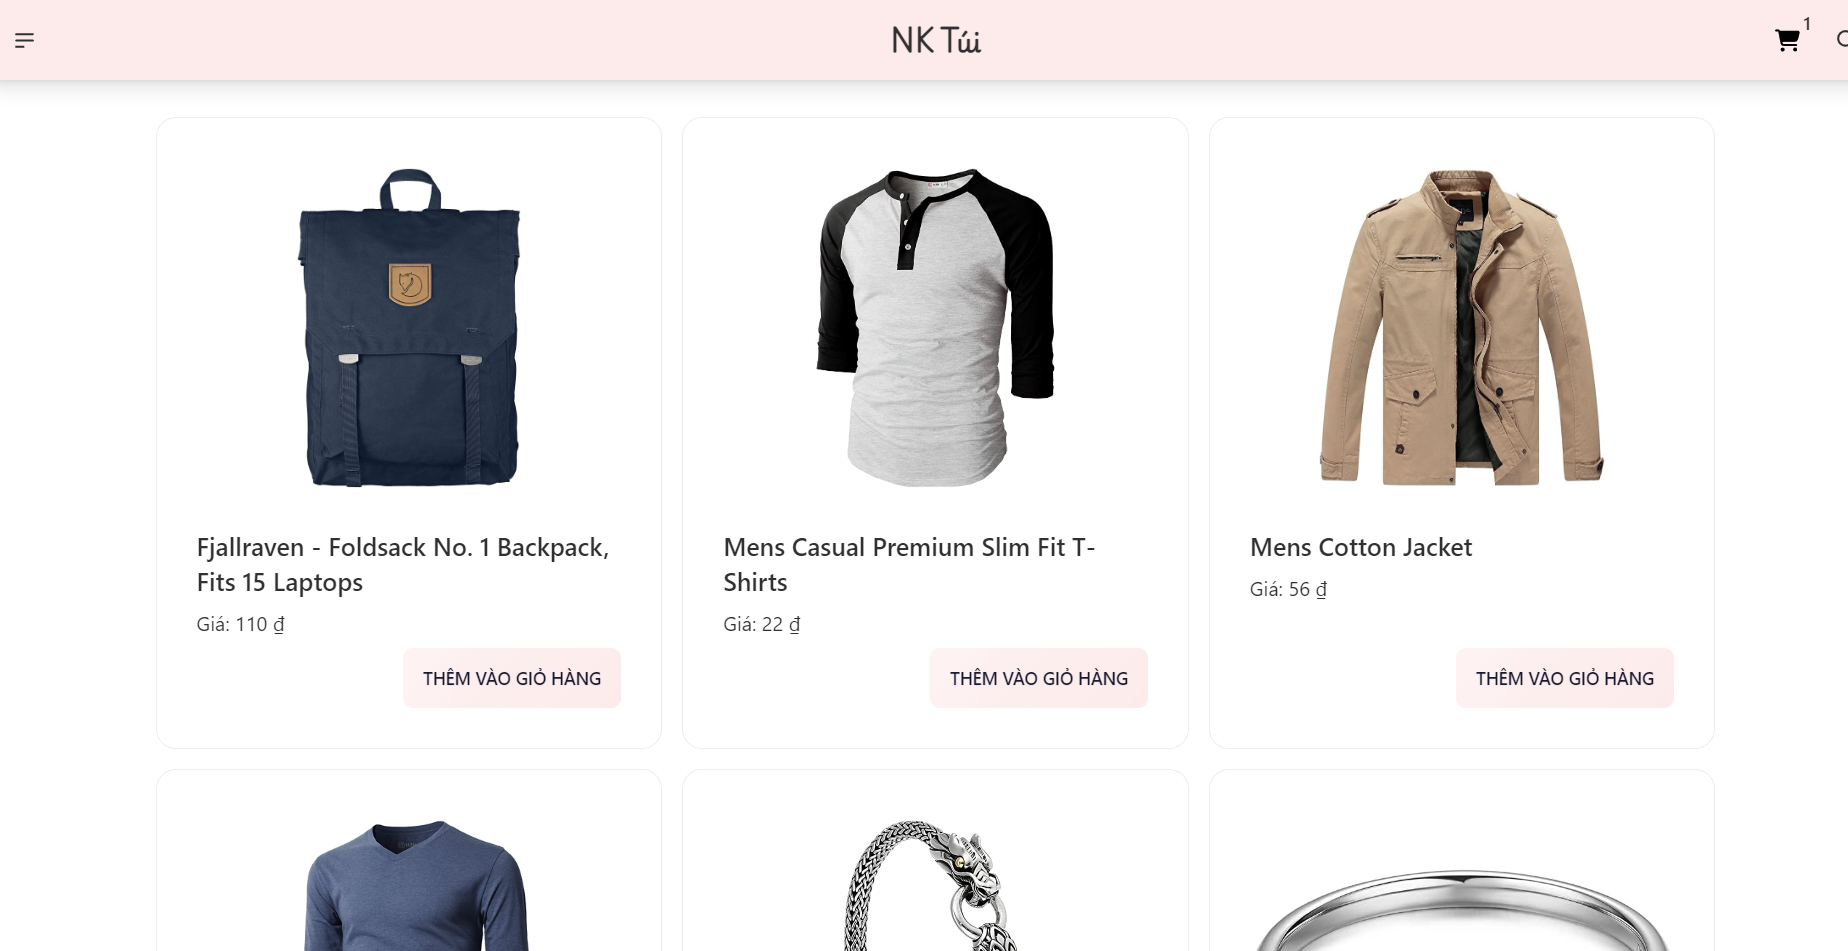 NK Túi
1
Fjallraven - Foldsack No. 1 Backpack,
Fits 15 Laptops
Giá: 110 ₫
THÊM VÀO GIỎ HÀNG
Mens Casual Premium Slim Fit T-
Shirts
Giá: 22 ₫
THÊM VÀO GIỎ HÀNG
Mens Cotton Jacket
Giá: 56 ₫
THÊM VÀO GIỎ HÀNG